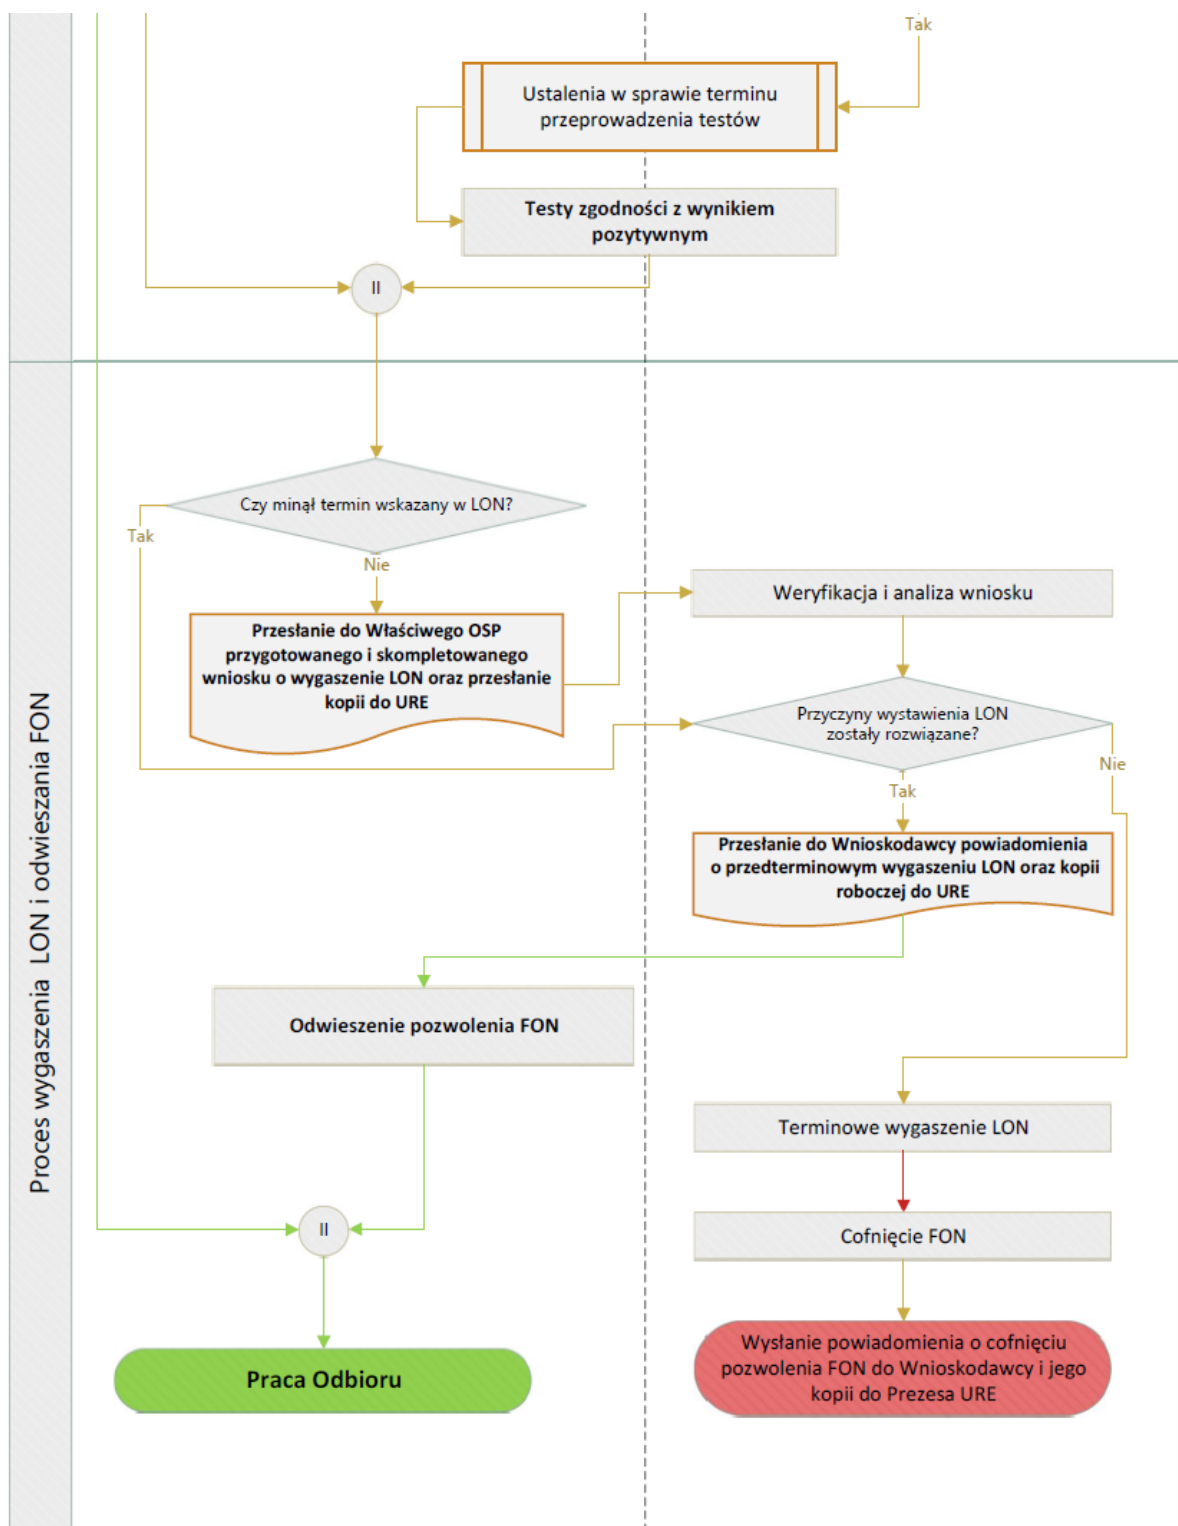 Tak
Ustalenia w sprawie terminu
przeprowadzenia testów
Testy zgodności z wynikiem
pozytywnym
II
Proces wygaszenia LON i odwieszania FON
Czy minął termin wskazany w LON?
Tak
Nie
Weryfikacja i analiza wniosku
Przesłanie do Właściwego OSP
przygotowanego i skompletowanego
wniosku o wygaszenie LON oraz przesłanie
kopii do URE
Przyczyny wystawienia LON
zostały rozwiązane?
Nie
Tak
Przesłanie do Wnioskodawcy powiadomienia
o przedterminowym wygaszeniu LON oraz kopii
roboczej do URE
Odwieszenie pozwolenia FON
Terminowe wygaszenie LON
II
Cofnięcie FON
Praca Odbioru
Wysłanie powiadomienia o cofnięciu
pozwolenia FON do Wnioskodawcy i jego
kopii do Prezesa URE